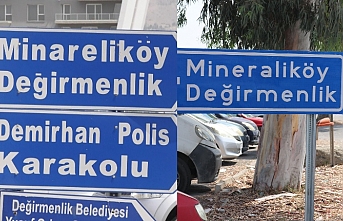 Minareliköy
Değirmenlik
Demirhan Polis
Karakolu
Değirmenlik Belediyesi
Mineraliköy
Değirmenlik